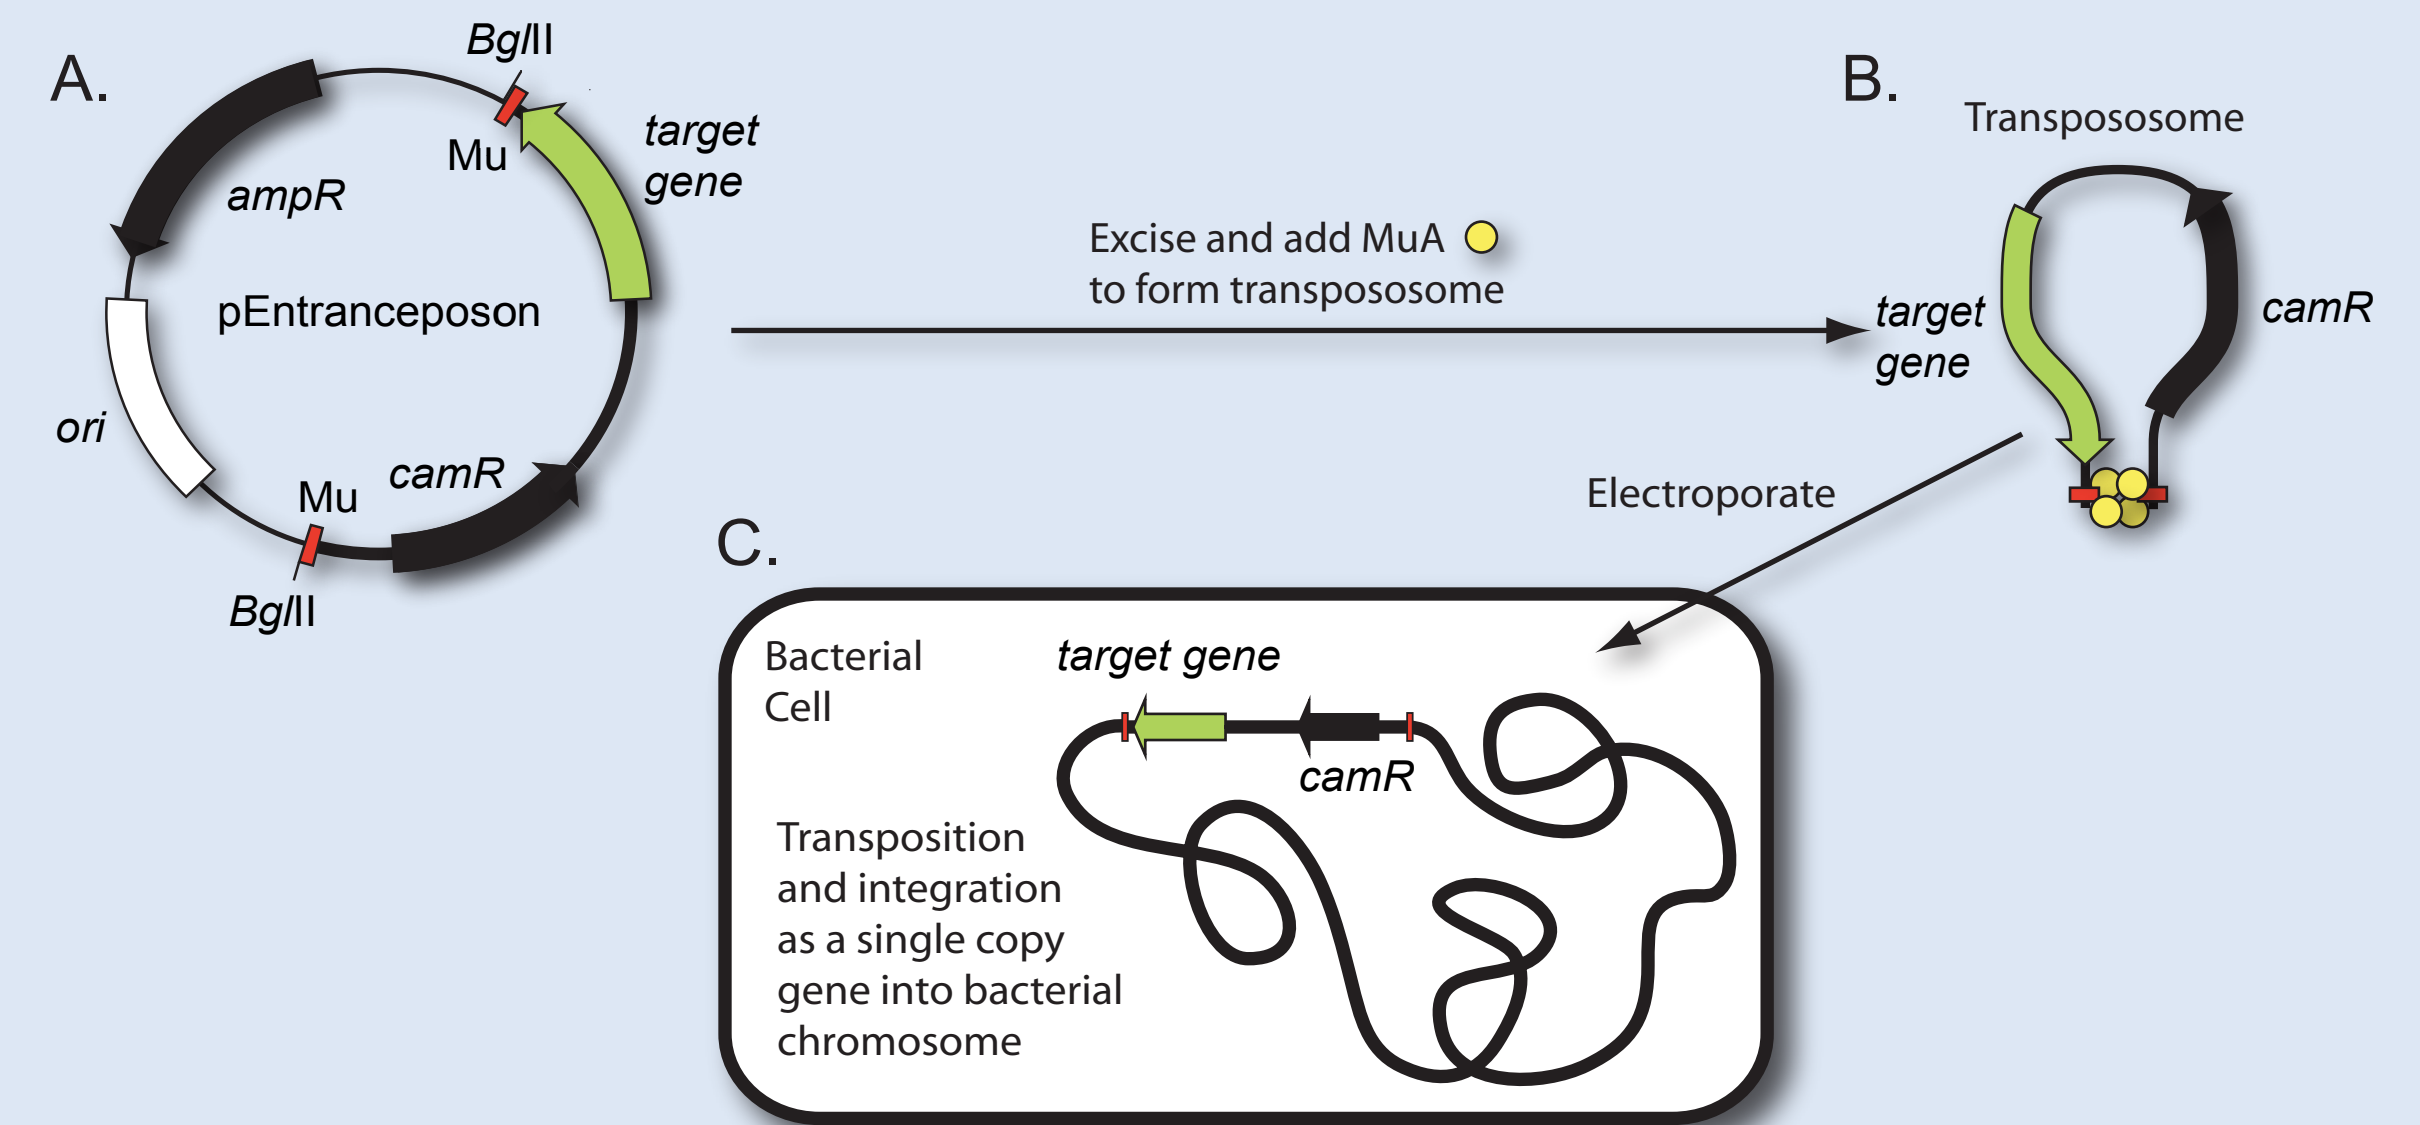 A.
BglII
Mu
target
gene
ampR
pEntranceposon
ori
Mu
camR
BglII
Excise and add MuA
to form transpososome
B.
Transpososome
target
gene
camR
Electroporate
C.
Bacterial
Cell
target gene
camR
Transposition
and integration
as a single copy
gene into bacterial
chromosome